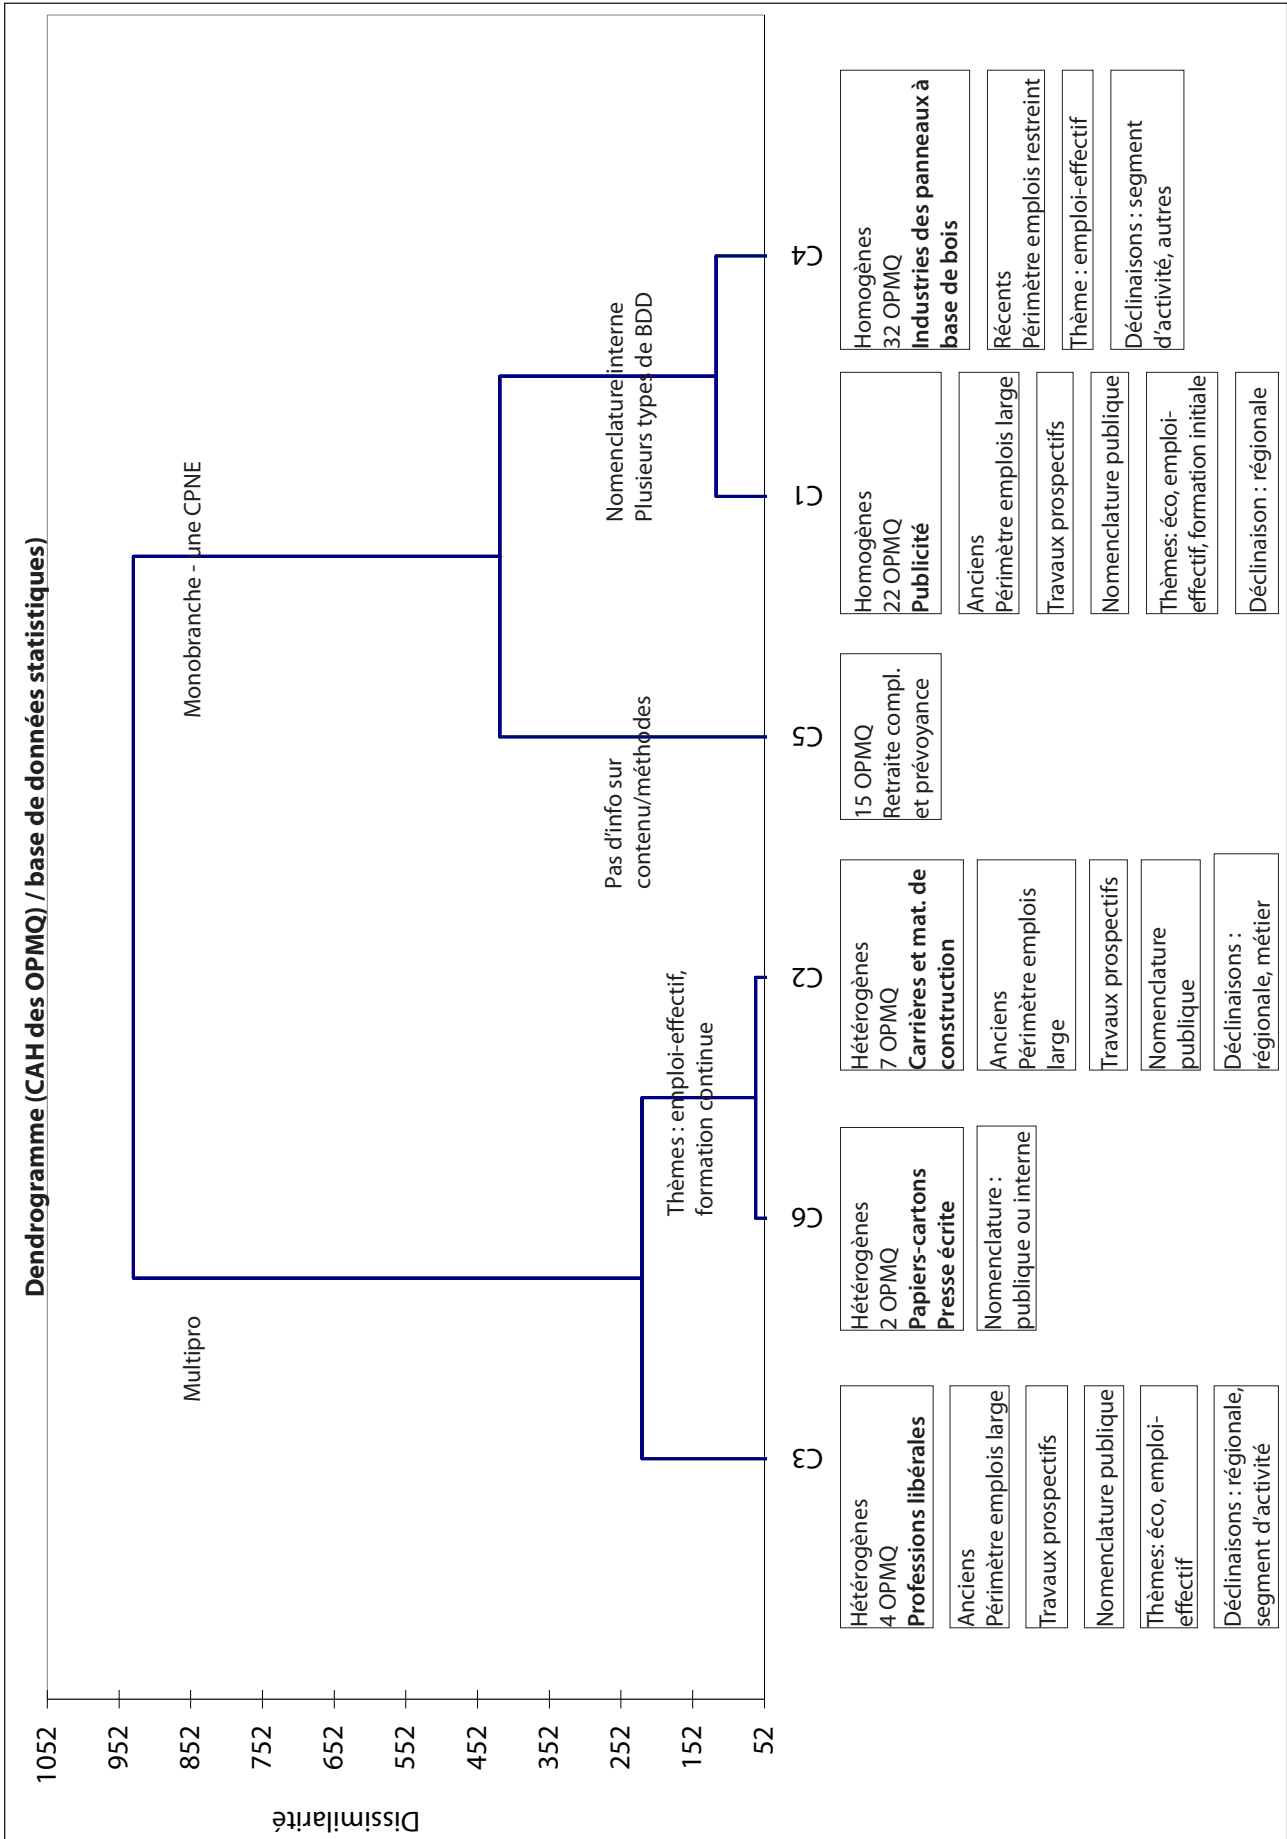 Dendrogramme (CAH des OPMQ) / base de données statistiques)
Dissimilarité
1052
952
852
752
652
552
452
352
252
152
52
Multipro
Monobranche - une CPNE
Thèmes : emploi-effectif,
formation continue
Pas d'info sur
contenu/méthodes
Nomenclature interne
Plusieurs types de BDD
C3
C6
C2
C5
C1
C4
Hétérogènes
4 OPMQ
Professions libérales
Anciens
Périmètre emplois large
Travaux prospectifs
Nomenclature publique
Thèmes: éco, emploi-
effectif
Déclinaisons : régionale,
segment d'activité
Hétérogènes
2 OPMQ
Papiers-cartons
Presse écrite
Nomenclature :
publique ou interne
Hétérogènes
7 OPMQ
Carrières et mat. de
construction
Anciens
Périmètre emplois
large
Travaux prospectifs
Nomenclature
publique
Déclinaisons :
régionale, métier
15 OPMQ
Retraite compl.
et prévoyance
Homogènes
22 OPMQ
Publicité
Anciens
Périmètre emplois large
Travaux prospectifs
Nomenclature publique
Thèmes: éco, emploi-
effectif, formation initiale
Déclinaison : régionale
Homogènes
32 OPMQ
Industries des panneaux à
base de bois
Récents
Périmètre emplois restreint
Thème : emploi-effectif
Déclinaisons : segment
d'activité, autres